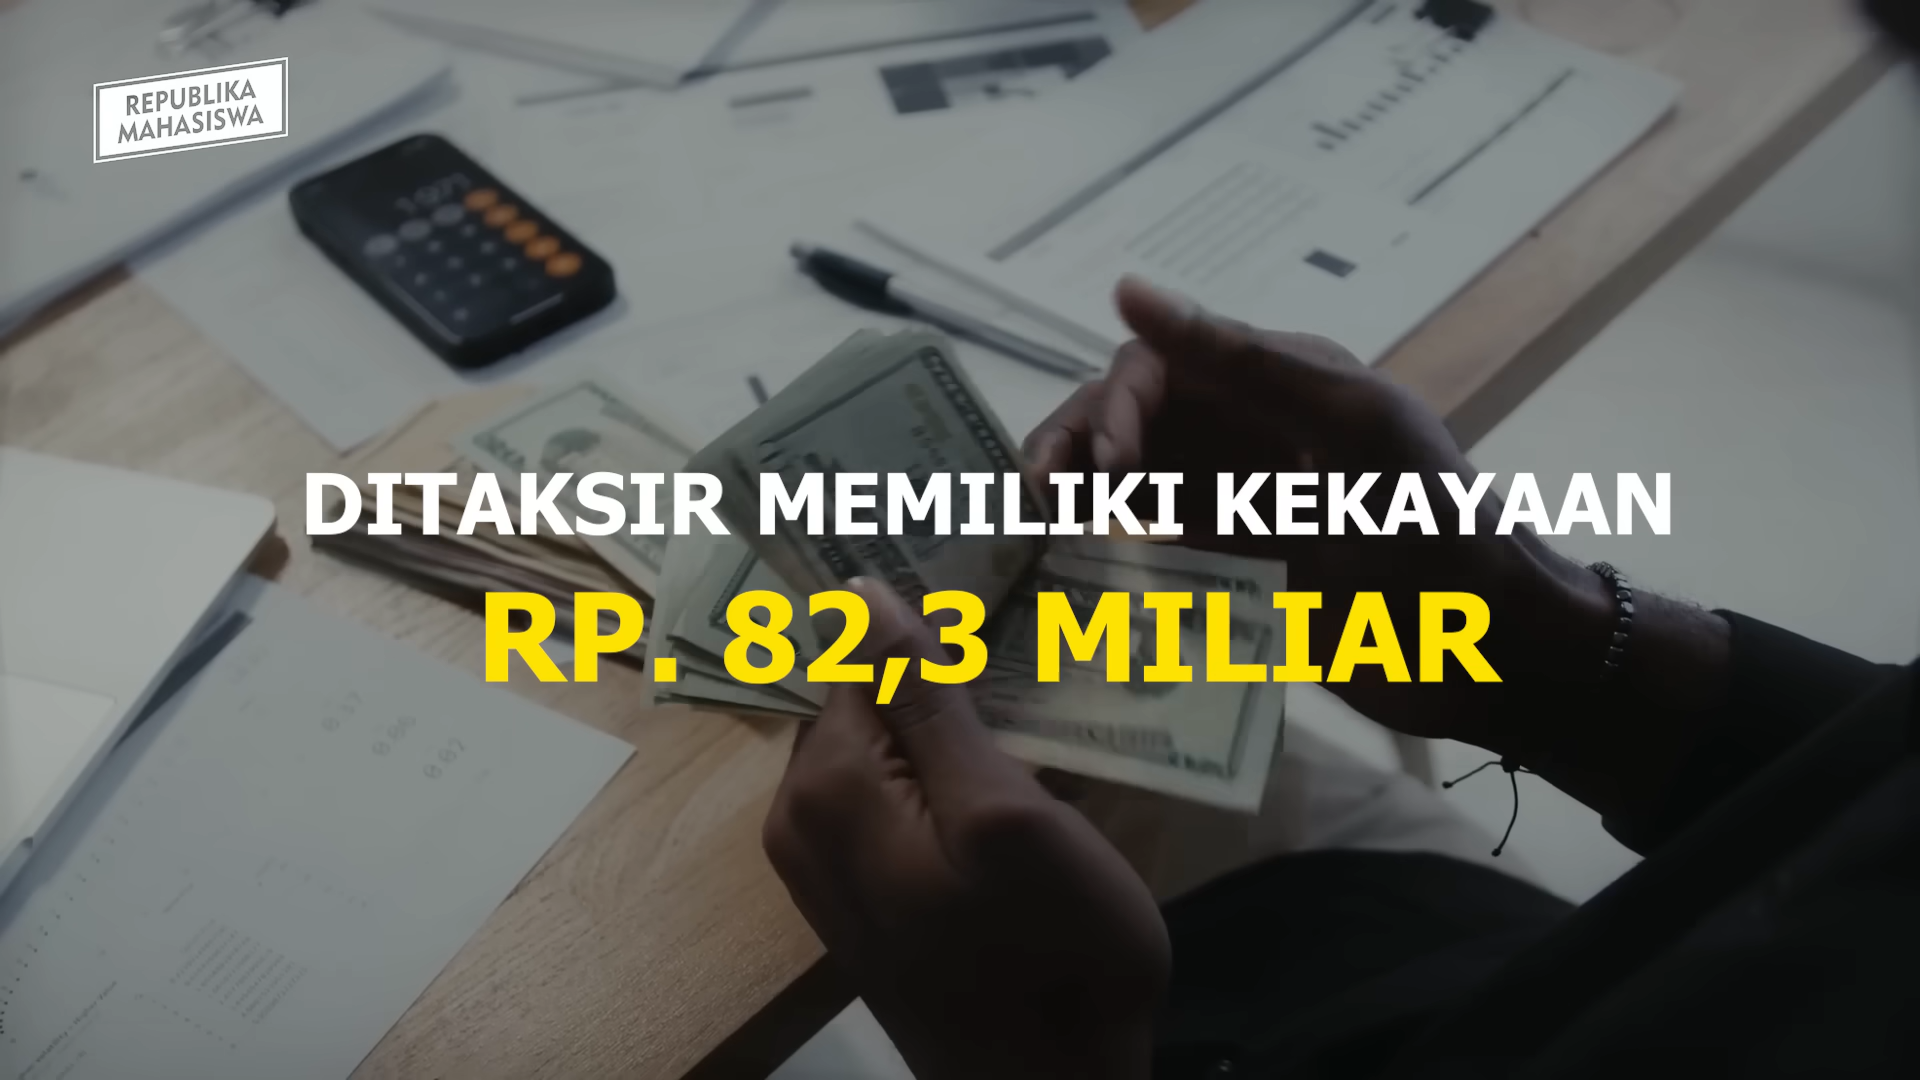 REPUBLIKA
MAHASISWA
DITAKSIR MEMILIKI KEKAYAAN
RP. 82,3 MILIAR